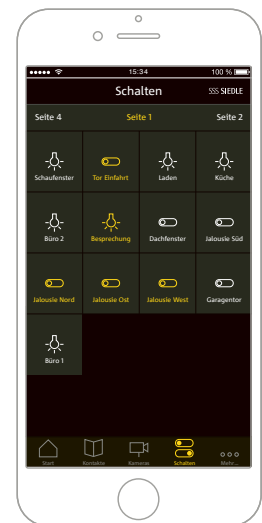 15:34 100 %
Schalten SSS SIEDLE
Seite 4 Seite 1 Seite 2
Schaufenster Tor Einfahrt Laden Küche
Büro 2 Besprechung Dachfenster Jalousie Süd
Jalousie Nord Jalousie Ost Jalousie West Garagentor
Büro 1
Start Kontakte Kameras Schalten Mehr...